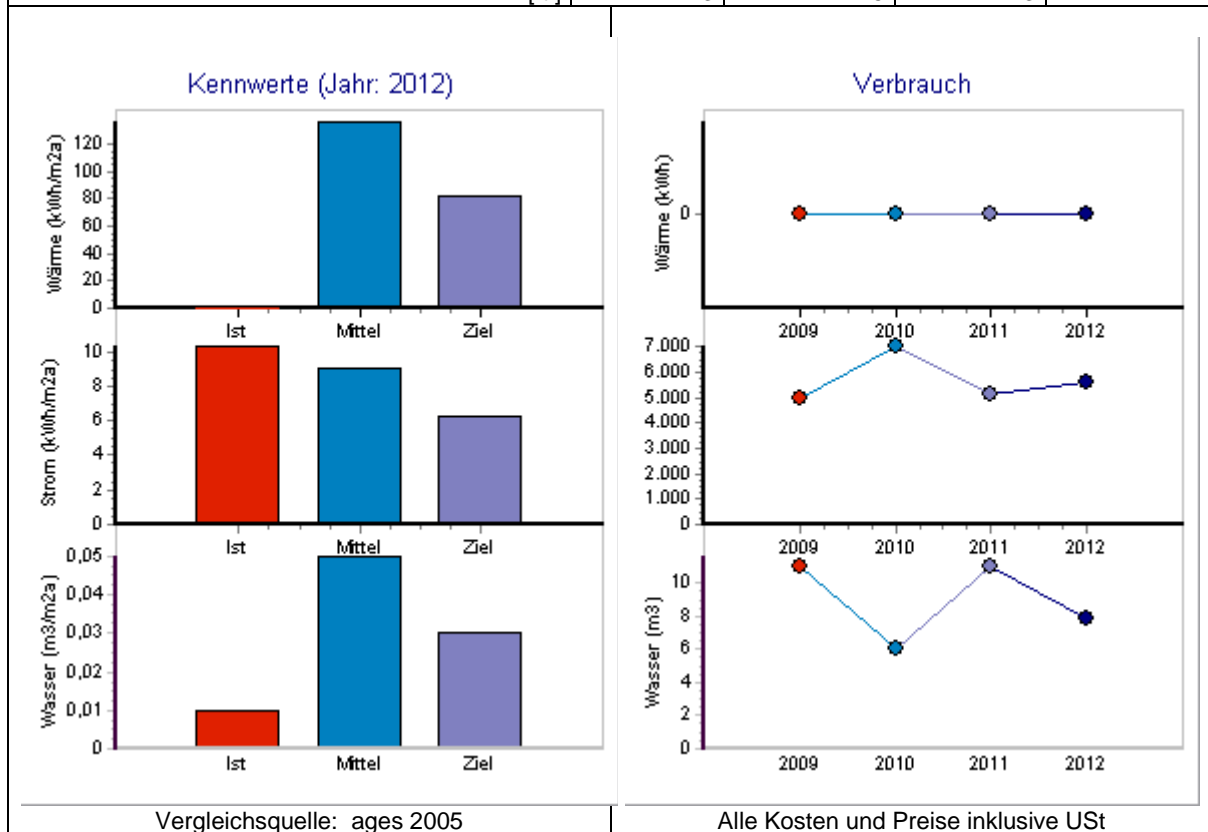 Kennwerte (Jahr: 2012)
Wärme (kWh/m2a)
120
100
80
60
40
20
0
Ist Mittel Ziel
Strom (kWh/m2a)
10
8
6
4
2
0
Ist Mittel Ziel
Wasser (m3/m2a)
0,05
0,04
0,03
0,02
0,01
0
Ist Mittel Ziel
Vergleichsquelle: ages 2005
Verbrauch
Wärme (kWh)
0
2009 2010 2011 2012
7.000
6.000
5.000
4.000
3.000
2.000
1.000
0
2009 2010 2011 2012
Wasser (m3)
10
8
6
4
2
0
2009 2010 2011 2012
Alle Kosten und Preise inklusive USt